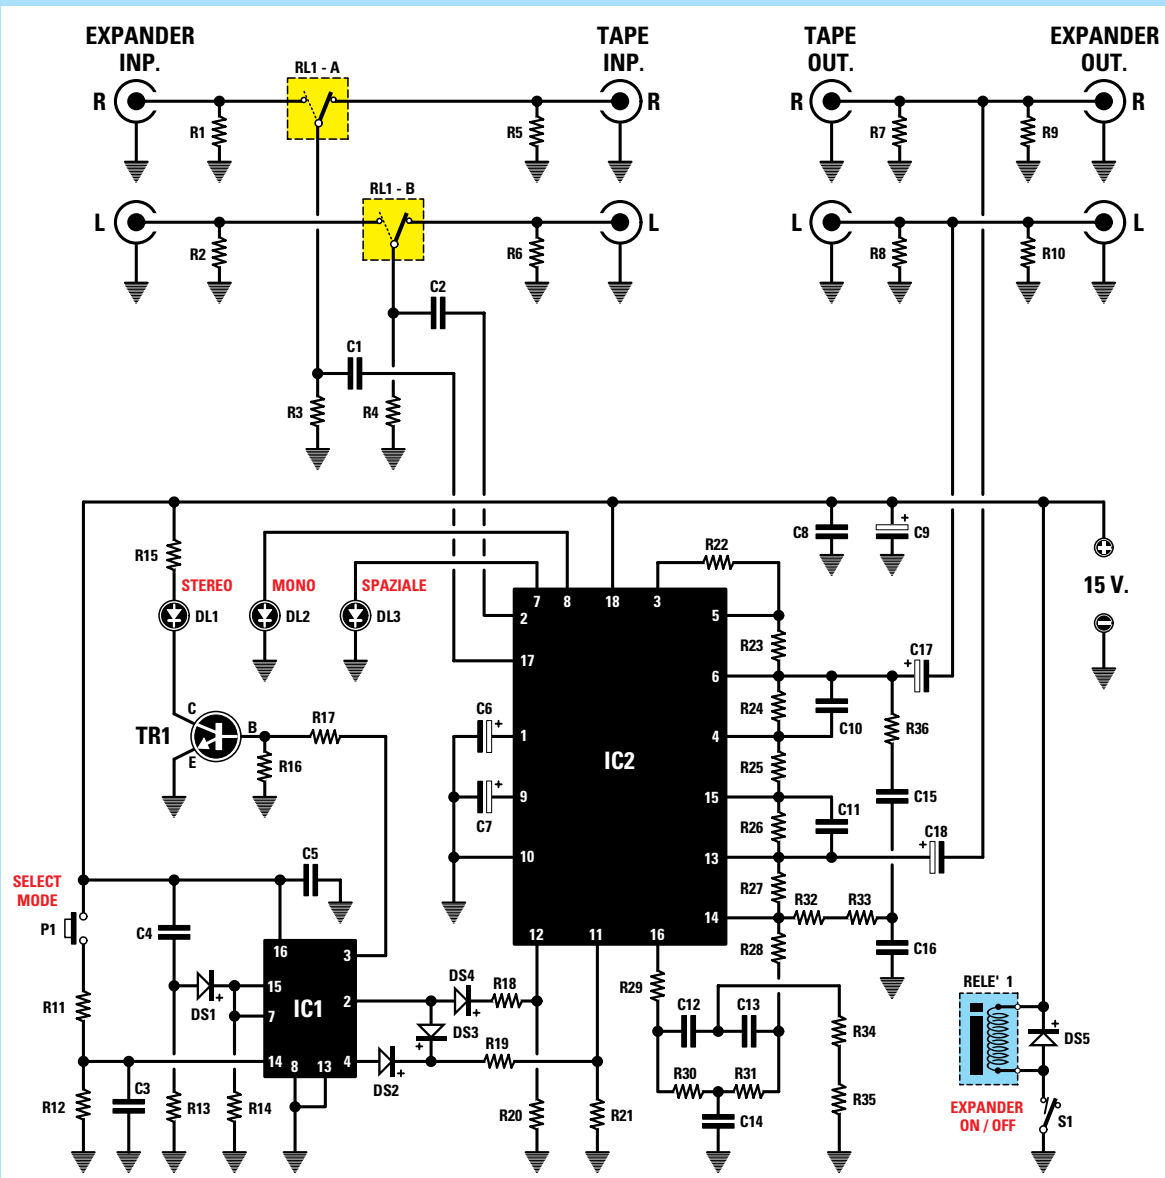 EXPANDER
INP.
TAPE
INP.
TAPE
OUT.
EXPANDER
OUT.
RL1 - A
R
R
R
R
R1
R5
R7
R9
RL1 - B
L
L
L
L
R2
R6
R8
R10
C2
C1
R3
R4
R15
STEREO
MONO
SPAZIALE
DL1
DL2
DL3
R22
C8
+
C9
15 V.
7
8
18
3
2
5
17
6
1
4
9
15
10
13
14
12
11
16
IC2
R23
R24
C10
R25
R26
C11
R27
R28
+
C17
R36
C15
+
C18
R32
R33
C16
C
B
E
TR1
R17
R16
C6
+
C7
+
C5
SELECT
MODE
P1
C4
R11
DS1
+
16
3
15
2
7
14
4
8
13
IC1
DS4
+
R18
DS3
+
R19
DS2
+
R12
C3
R13
R14
R20
R21
R29
C12
C13
R30
R31
C14
R34
R35
RELE' 1
+
DS5
EXPANDER
ON / OFF
S1